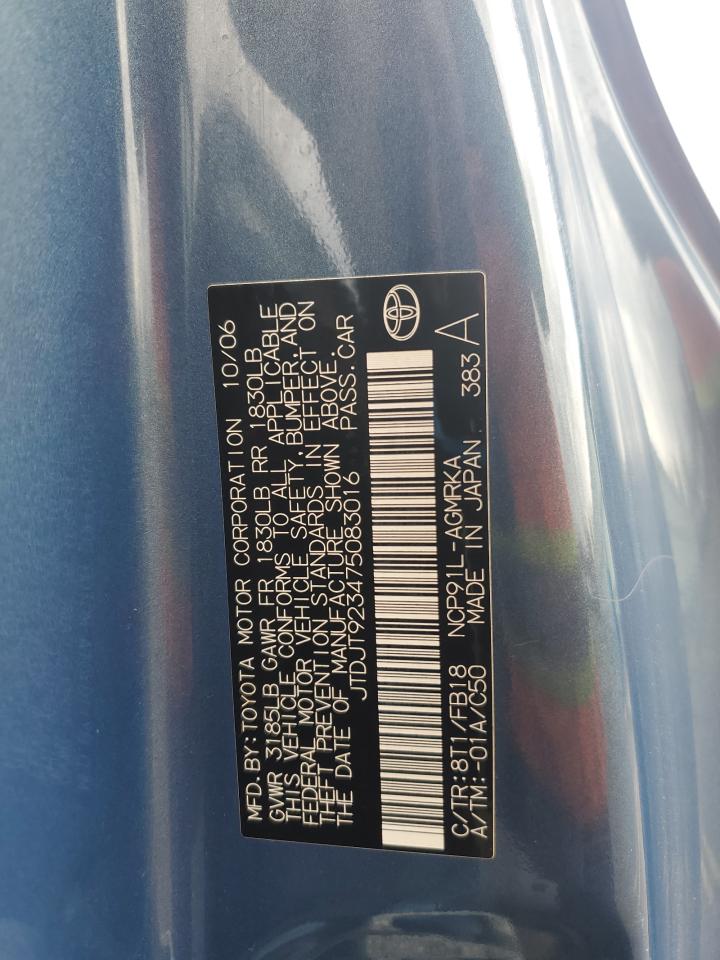 MFD. BY: TOYOTA MOTOR CORPORATION 10/06
GVWR 3185LB GAWR FR 1830LB RR 1830LB
THIS VEHICLE CONFORMS TO ALL APPLICABLE
FEDERAL MOTOR VEHICLE SAFETY, BUMPER, AND
THEFT PREVENTION STANDARDS IN EFFECT ON
THE DATE OF MANUFACTURE SHOWN ABOVE.
JTDJT923475083016 PASS. CAR
C/TR: 8T1/FB18 NCP91L-AGMRKA
A/TM: -01A/C50 MADE IN JAPAN. 383 A